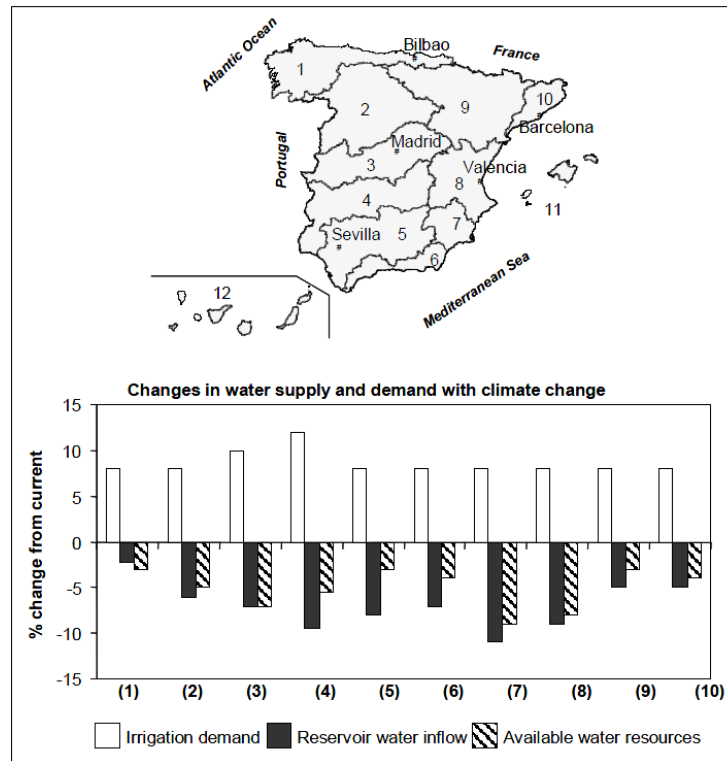 Atlantic Ocean
Bilbao
France
1
2
9
10
Barcelona
Madrid
Portugal
3
Valencia
8
4
11
7
Sevilla
5
6
12
Mediterranean Sea
Changes in water supply and demand with climate change
% change from current
15
10
5
0
-5
-10
-15
(1) (2) (3) (4) (5) (6) (7) (8) (9) (10)
Irrigation demand Reservoir water inflow Available water resources